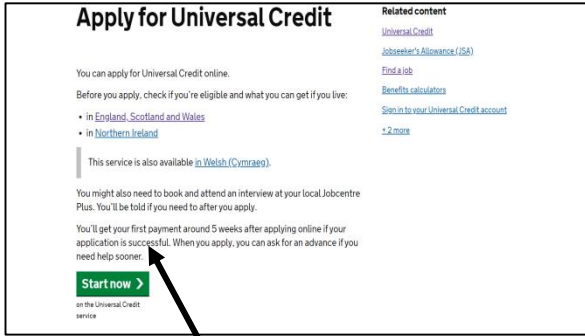 Apply for Universal Credit
You can apply for Universal Credit online.
Before you apply, check if you're eligible and what you can get if you live:
• in England, Scotland and Wales
• in Northern Ireland
This service is also available in Welsh (Cymraeg).
You might also need to book and attend an interview at your local Jobcentre
Plus. You'll be told if you need to after you apply.
You'll get your first payment around 5 weeks after applying online if your
application is successful. When you apply, you can ask for an advance if you
need help sooner.
Start now
on the Universal Credit
service
Related content
Universal Credit
Jobseeker's Allowance (JSA)
Find a job
Benefits calculators
Sign in to your Universal Credit account
+ 2 more